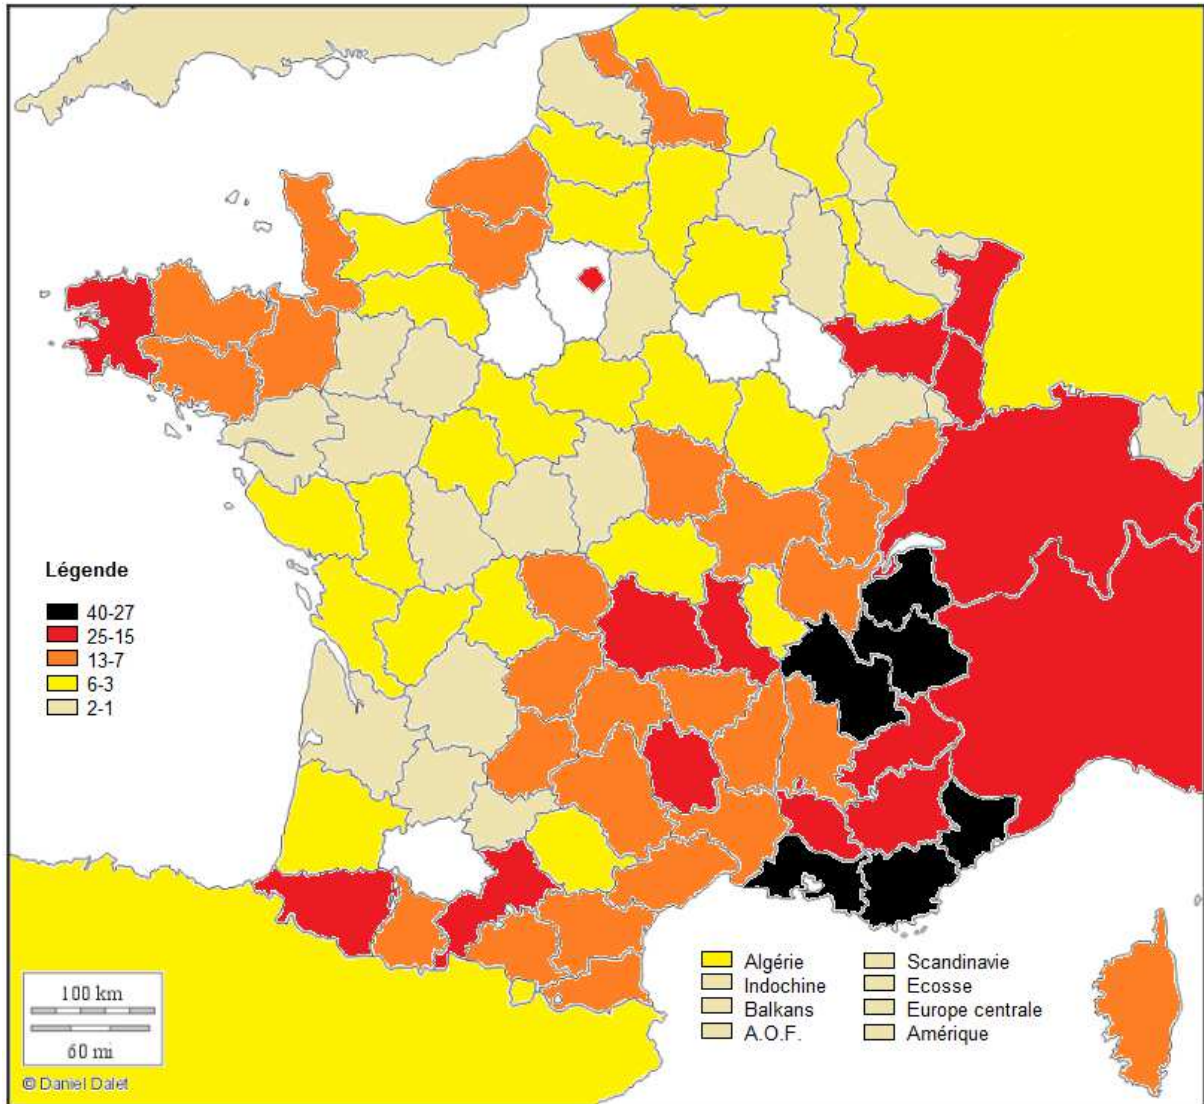 Légende
40-27
25-15
13-7
6-3
2-1
Algérie
Indochine
Balkans
A.O.F.
Scandinavie
Ecosse
Europe centrale
Amérique
100 km
60 mi
© Daniel Dalet